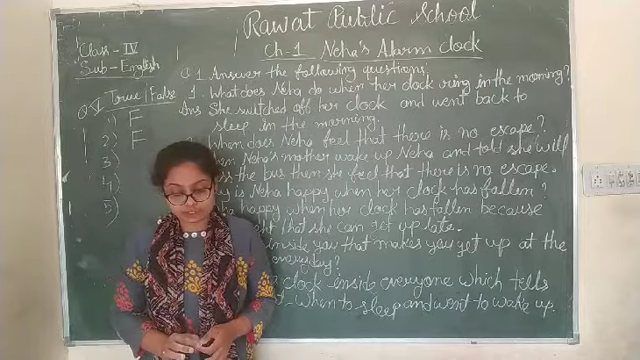 Rawat Public School
Class - IV
Sub - English
Ch-1 Neha's Alarm clock
Q.1 Answer the following questions:
1. What does Neha do when her clock ring in the morning?
Ans She switched off her clock and went back to
sleep in the morning.
When does Neha feel that there is no escape?
Neha's mother wake up Neha and told she will
the bus then she feel that there is no escape.
is Neha happy when her clock has fallen?
happy when her clock has fallen because
that she can get up late.
inside you that makes you get up at the
everyday?
clock inside everyone which tells
when to sleep and went to wake up.
Q.V True/False
1) F
2) F
3)
4)
5)